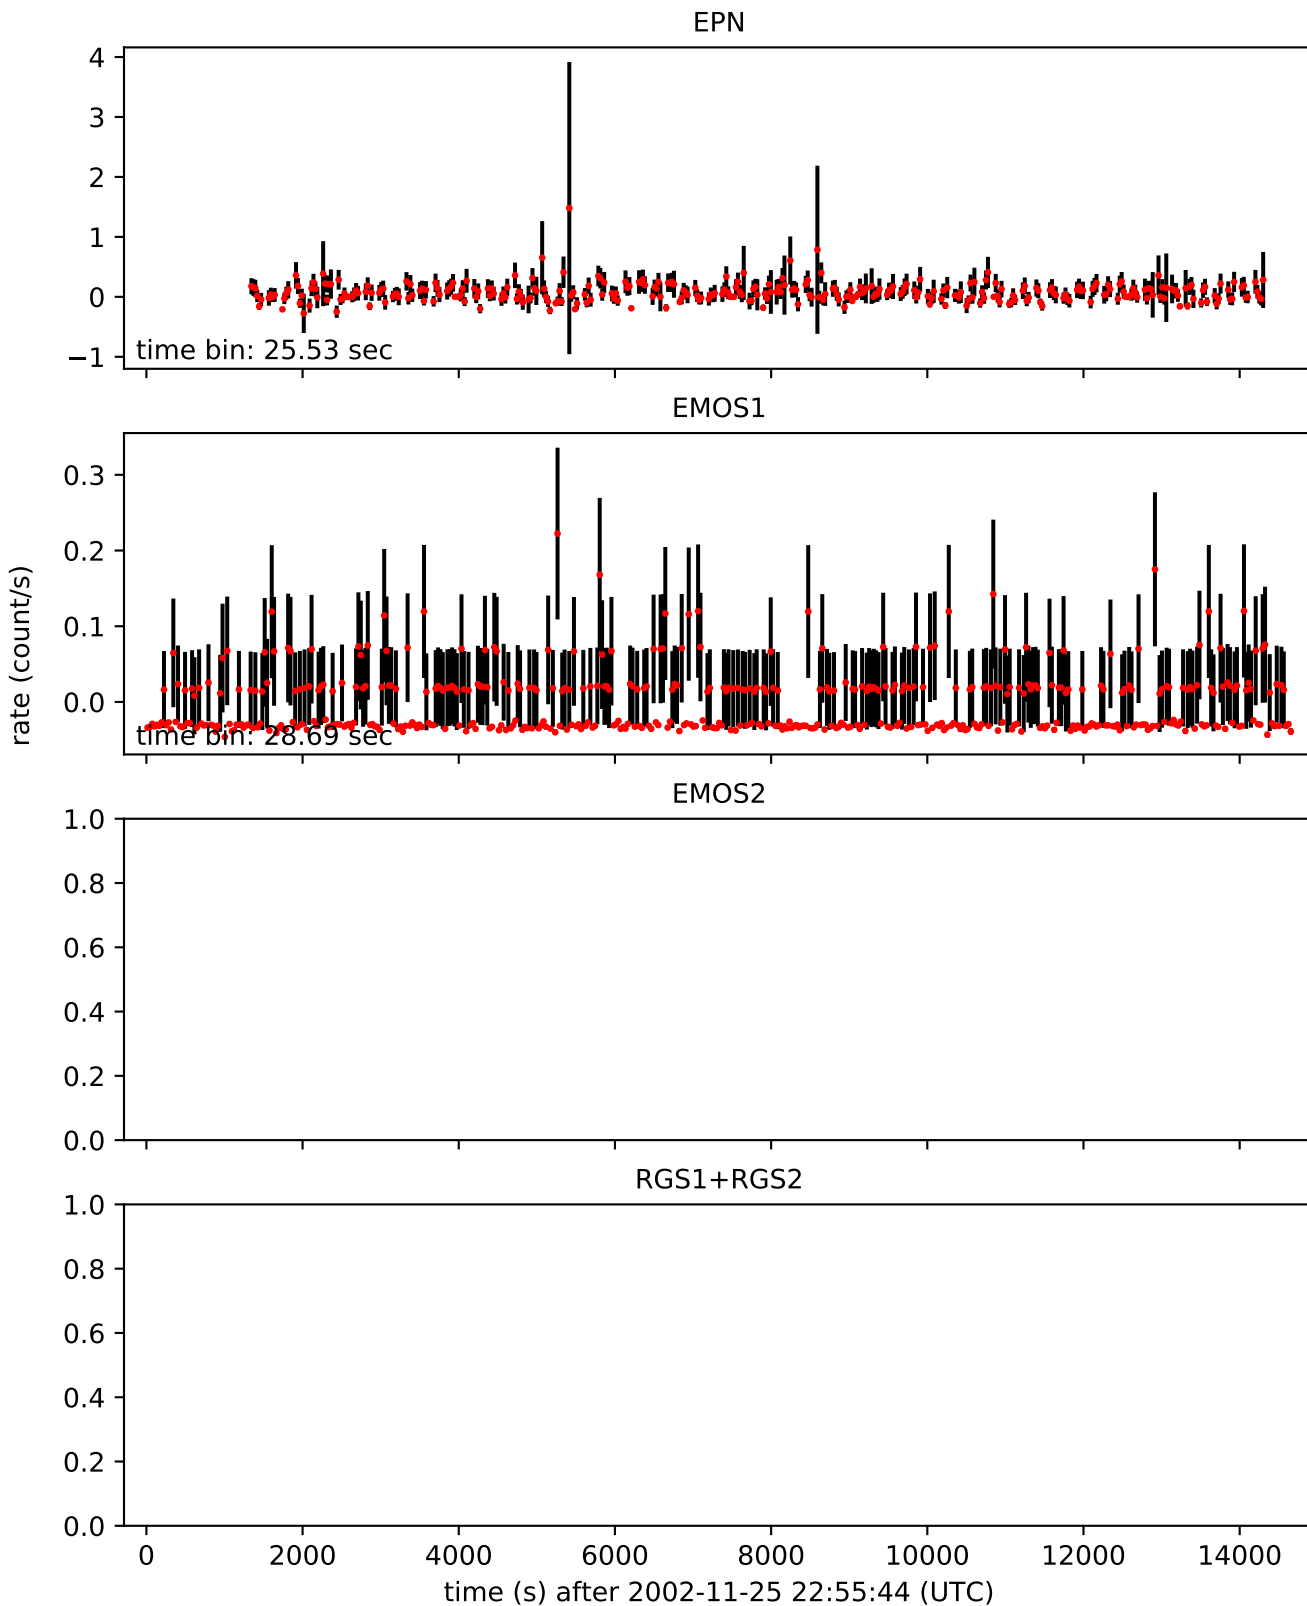 EPN
4
3
2
1
0
−1
time bin: 25.53 sec
EMOS1
0.3
0.2
0.1
0.0
time bin: 28.69 sec
rate (count/s)
EMOS2
1.0
0.8
0.6
0.4
0.2
0.0
RGS1+RGS2
1.0
0.8
0.6
0.4
0.2
0.0
0 2000 4000 6000 8000 10000 12000 14000
time (s) after 2002-11-25 22:55:44 (UTC)